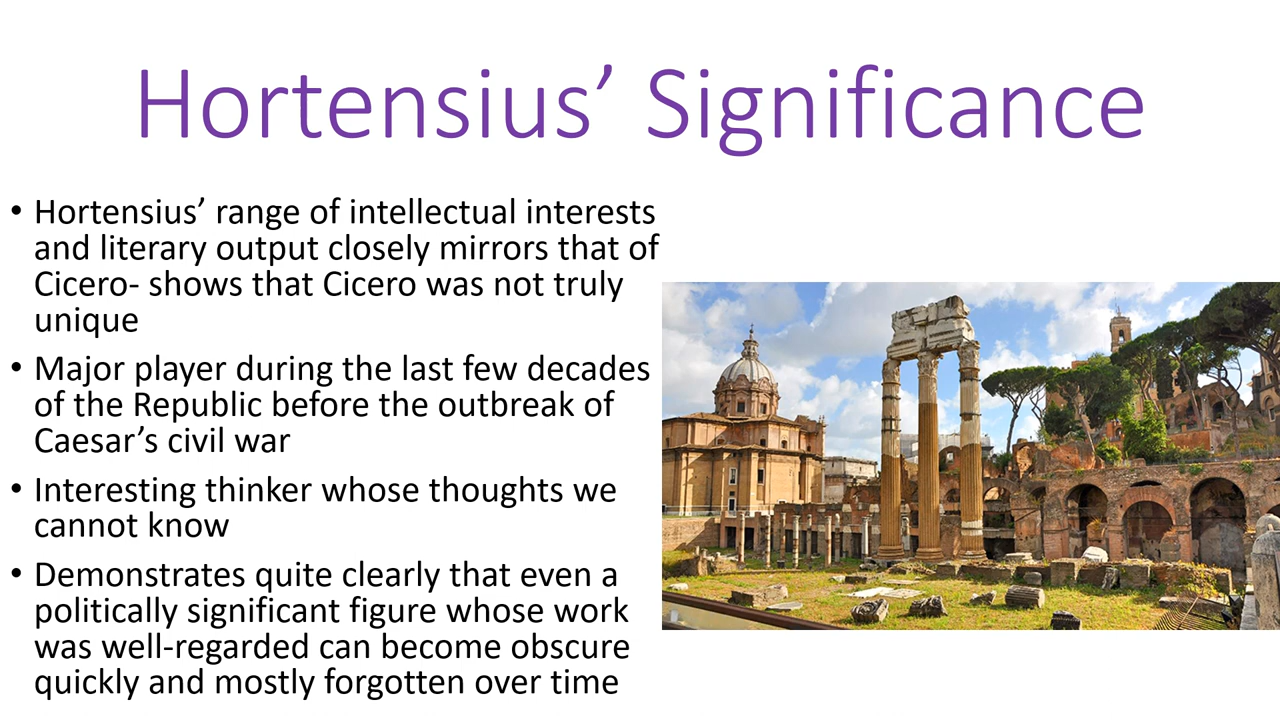 Hortensius’ Significance
• Hortensius’ range of intellectual interests
and literary output closely mirrors that of
Cicero- shows that Cicero was not truly
unique
• Major player during the last few decades
of the Republic before the outbreak of
Caesar’s civil war
• Interesting thinker whose thoughts we
cannot know
• Demonstrates quite clearly that even a
politically significant figure whose work
was well-regarded can become obscure
quickly and mostly forgotten over time